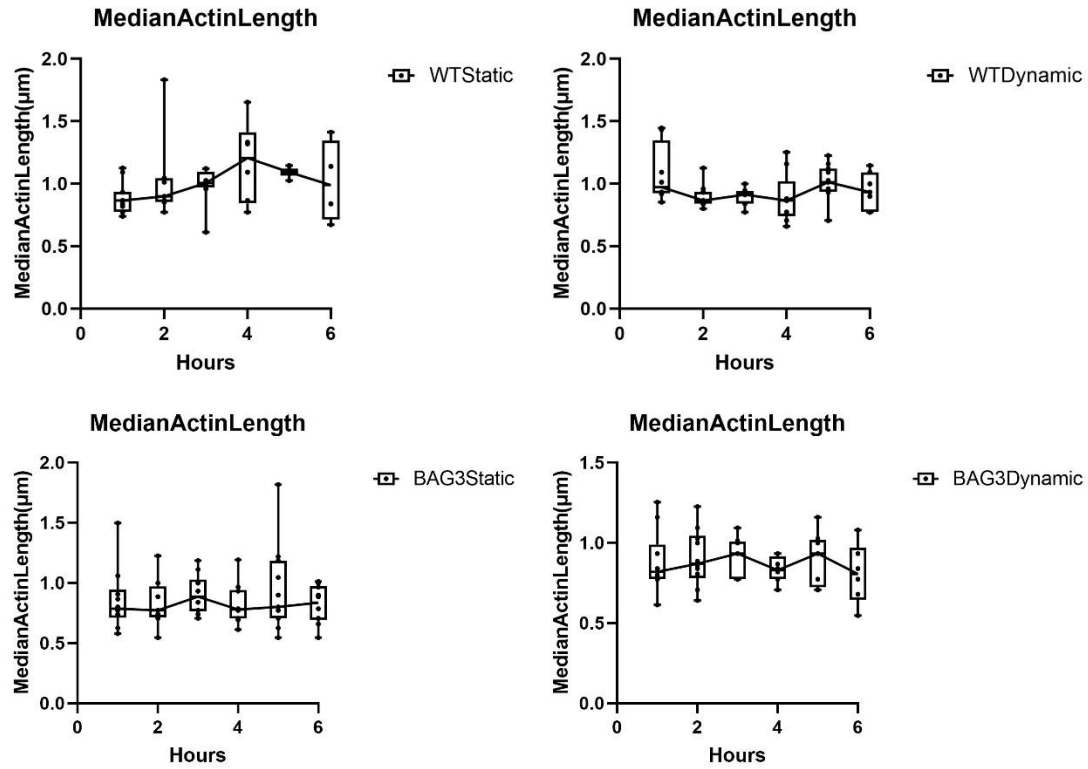 MedianActinLength
MedianActinLength(μm)
2.0
1.5
1.0
0.5
0.0
0
2
4
6
Hours
WTStatic
MedianActinLength
MedianActinLength(μm)
2.0
1.5
1.0
0.5
0.0
0
2
4
6
Hours
WTDynamic
MedianActinLength
MedianActinLength(μm)
2.0
1.5
1.0
0.5
0.0
0
2
4
6
Hours
BAG3Static
MedianActinLength
MedianActinLength(μm)
1.5
1.0
0.5
0.0
0
2
4
6
Hours
BAG3Dynamic